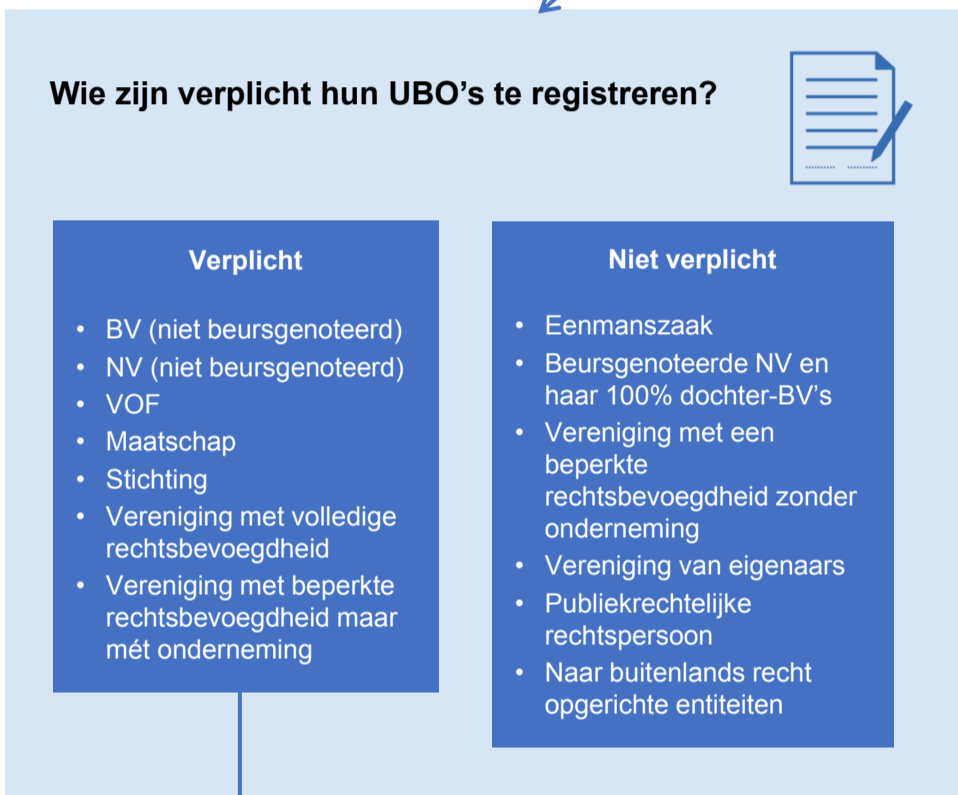 Wie zijn verplicht hun UBO’s te registreren?
Verplicht
• BV (niet beursgenoteerd)
• NV (niet beursgenoteerd)
• VOF
• Maatschap
• Stichting
• Vereniging met volledige
rechtsbevoegdheid
• Vereniging met beperkte
rechtsbevoegdheid maar
mét onderneming
Niet verplicht
• Eenmanszaak
• Beursgenoteerde NV en
haar 100% dochter-BV’s
• Vereniging met een
beperkte
rechtsbevoegdheid zonder
onderneming
• Vereniging van eigenaars
• Publiekrechtelijke
rechtspersoon
• Naar buitenlands recht
opgerichte entiteiten